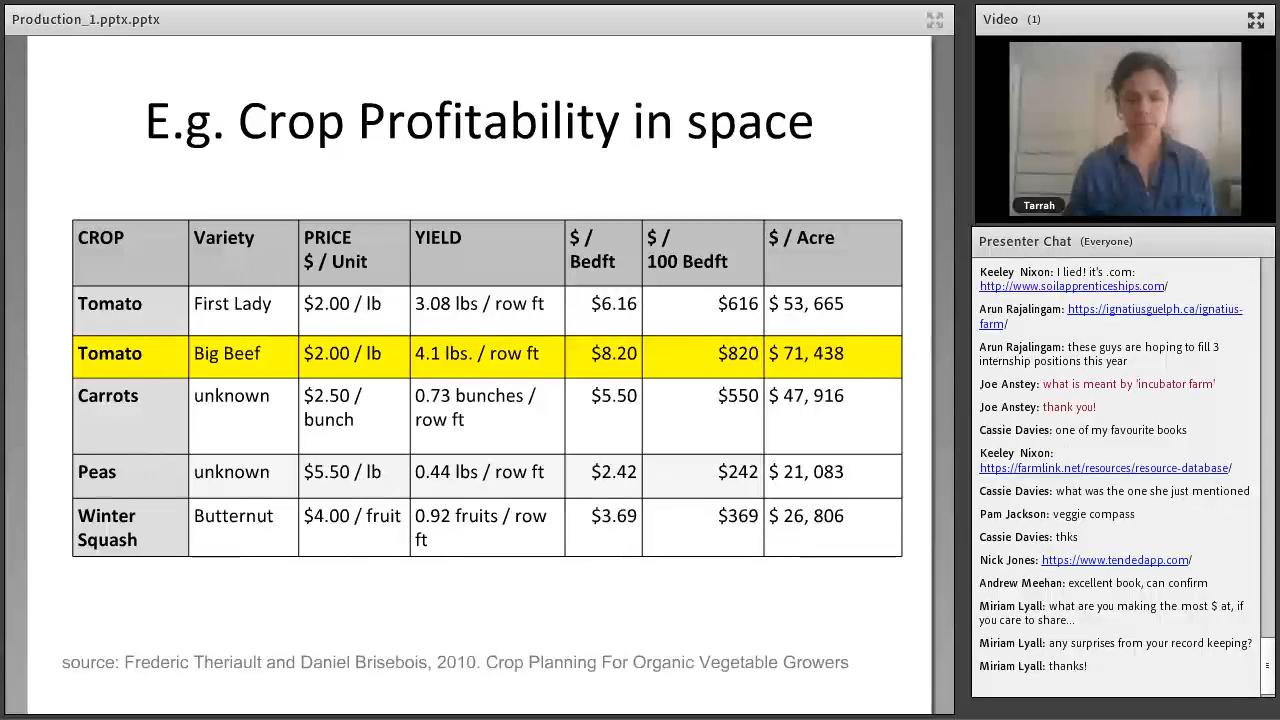 Production_1.pptx.pptx
E.g. Crop Profitability in space
CROP Variety PRICE $ / Unit YIELD $ / Bedft $ / 100 Bedft $ / Acre
Tomato First Lady $2.00 / lb 3.08 lbs / row ft $6.16 $616 $ 53, 665
Tomato Big Beef $2.00 / lb 4.1 lbs. / row ft $8.20 $820 $ 71, 438
Carrots unknown $2.50 / bunch 0.73 bunches / row ft $5.50 $550 $ 47, 916
Peas unknown $5.50 / lb 0.44 lbs / row ft $2.42 $242 $ 21, 083
Winter Squash Butternut $4.00 / fruit 0.92 fruits / row ft $3.69 $369 $ 26, 806
source: Frederic Theriault and Daniel Brisebois, 2010. Crop Planning For Organic Vegetable Growers
Video (1)
Tarrah
Presenter Chat (Everyone)
Keeley Nixon: I lied! it's .com:
http://www.soilapprenticeships.com/
Arun Rajalingam: https://ignatiusguelph.ca/ignatius-
farm/
Arun Rajalingam: these guys are hoping to fill 3
internship positions this year
Joe Anstey: what is meant by 'incubator farm'
Joe Anstey: thank you!
Cassie Davies: one of my favourite books
Keeley Nixon:
https://farmlink.net/resources/resource-database/
Cassie Davies: what was the one she just mentioned
Pam Jackson: veggie compass
Cassie Davies: thks
Nick Jones: https://www.tendedapp.com/
Andrew Meehan: excellent book, can confirm
Miriam Lyall: what are you making the most $ at, if
you care to share...
Miriam Lyall: any surprises from your record keeping?
Miriam Lyall: thanks!